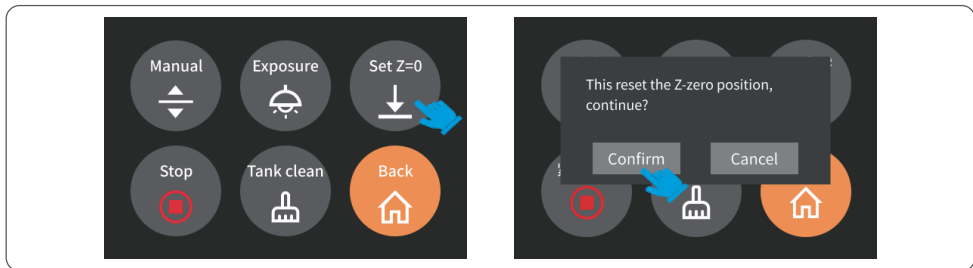 Manual
Exposure
Set Z=0
Stop
Tank clean
Back
This reset the Z-zero position,
continue?
Confirm
Cancel